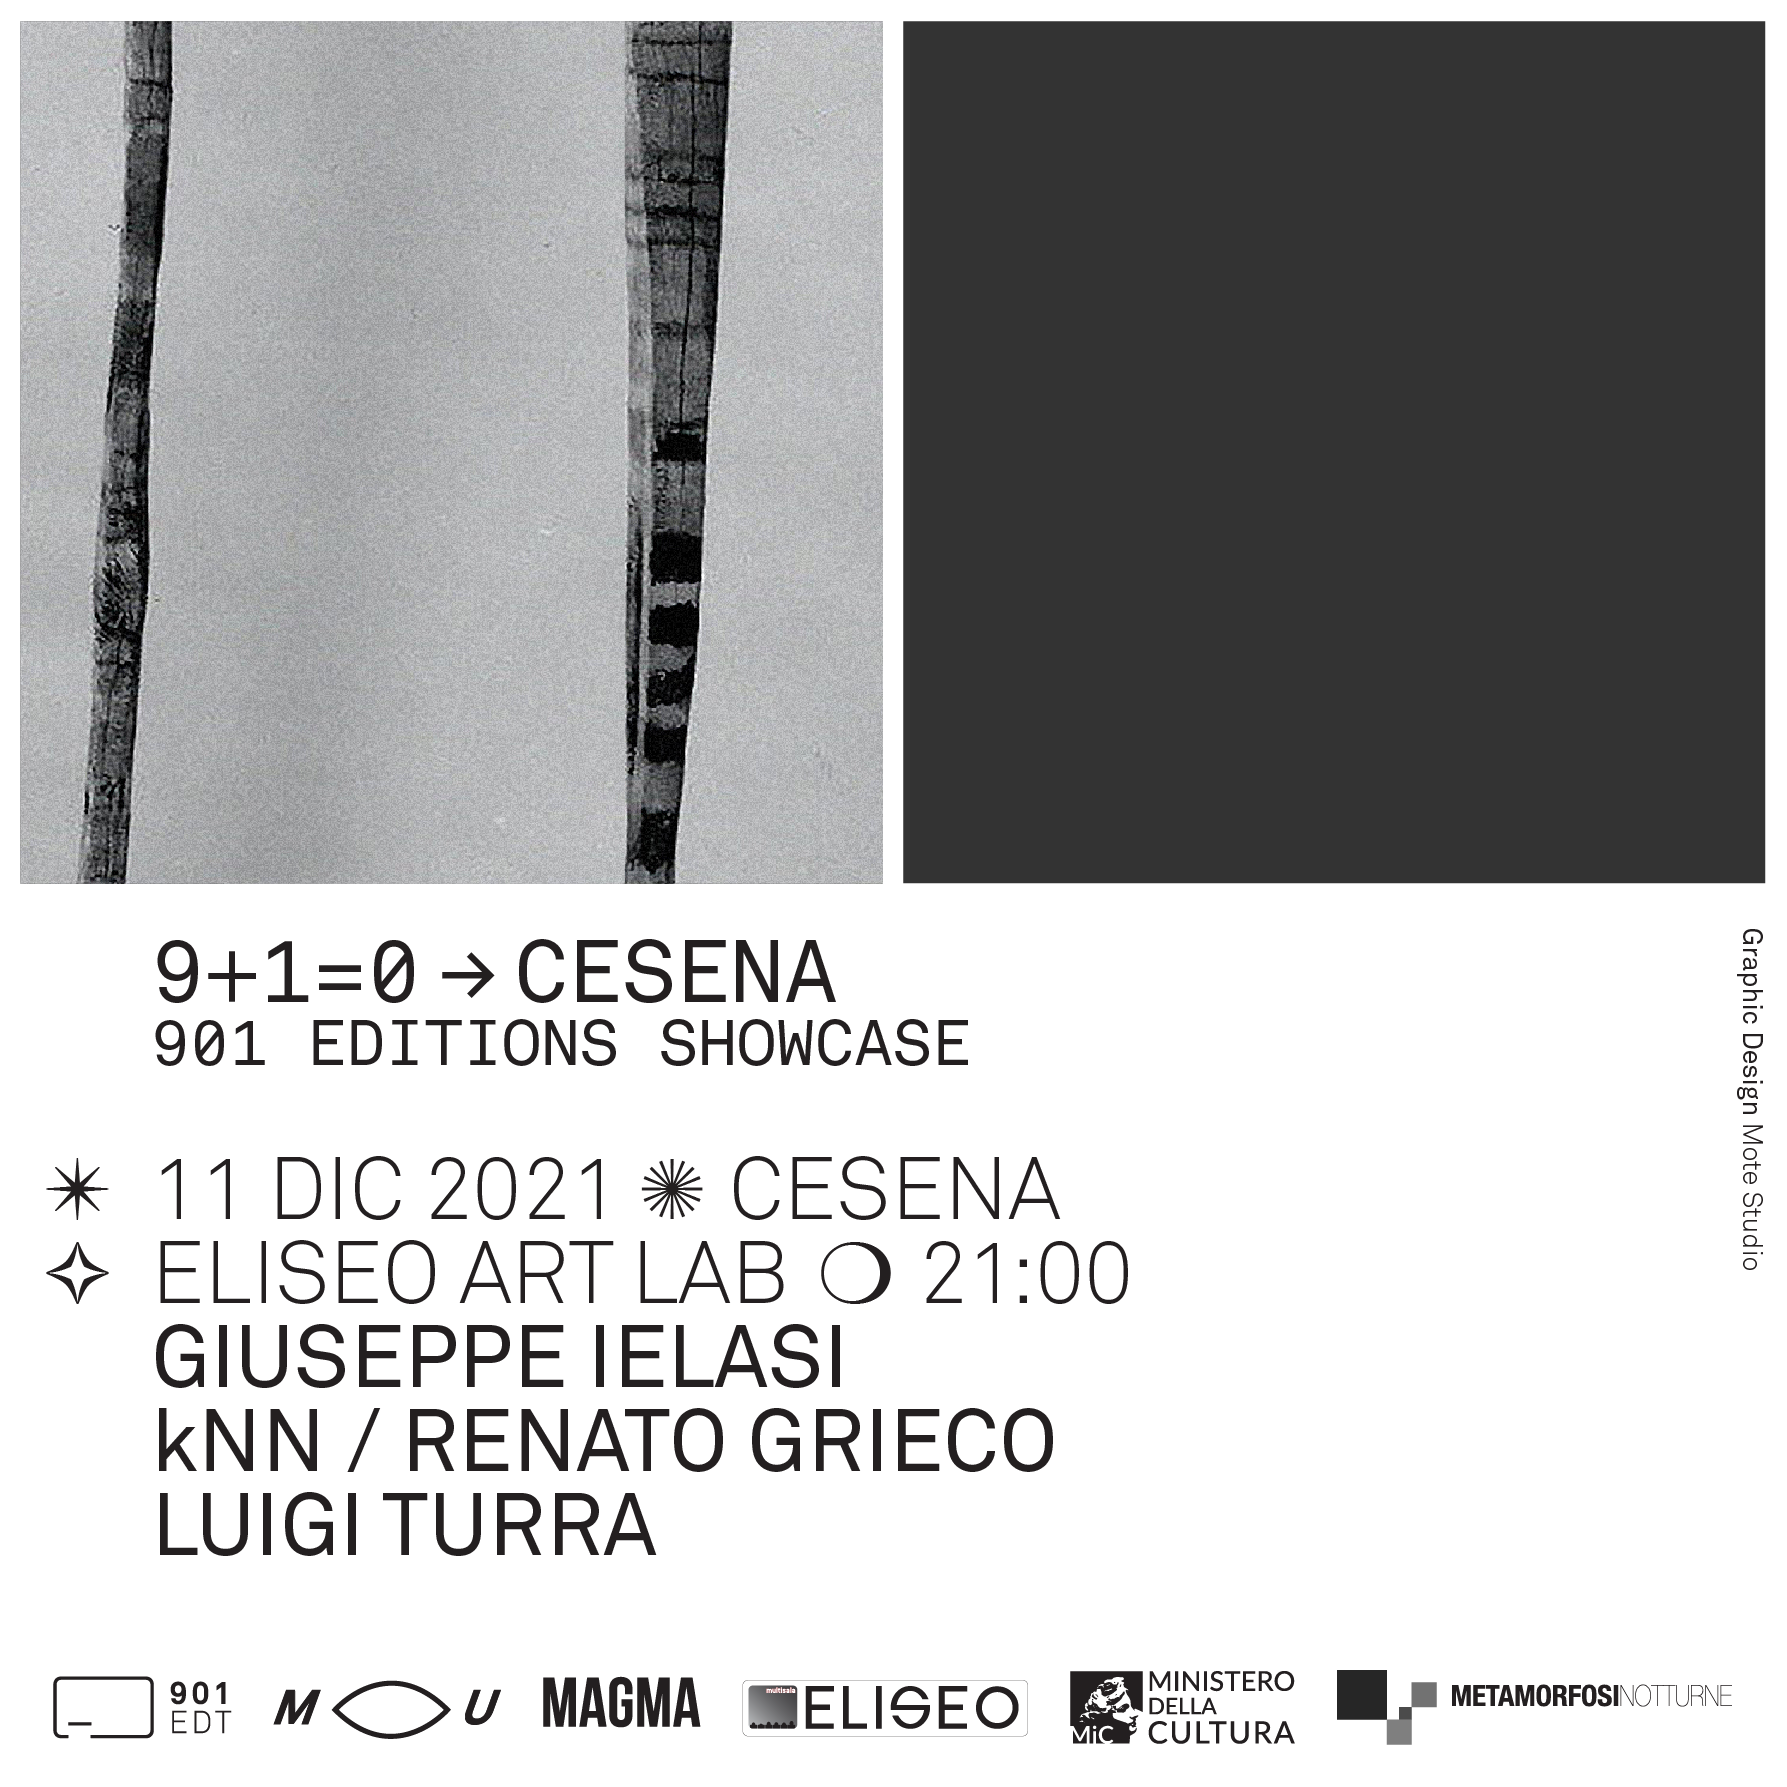 9+1=0 → CESENA
901 EDITIONS SHOWCASE
11 DIC 2021 CESENA
ELISEO ART LAB 21:00
GIUSEPPE IELASI
kNN / RENATO GRIECO
LUIGI TURRA
Graphic Design Mote Studio
901
EDT
M U
MAGMA
multisala
ELISEO
MiC
MINISTERO
DELLA
CULTURA
METAMORFOSINOTTURNE